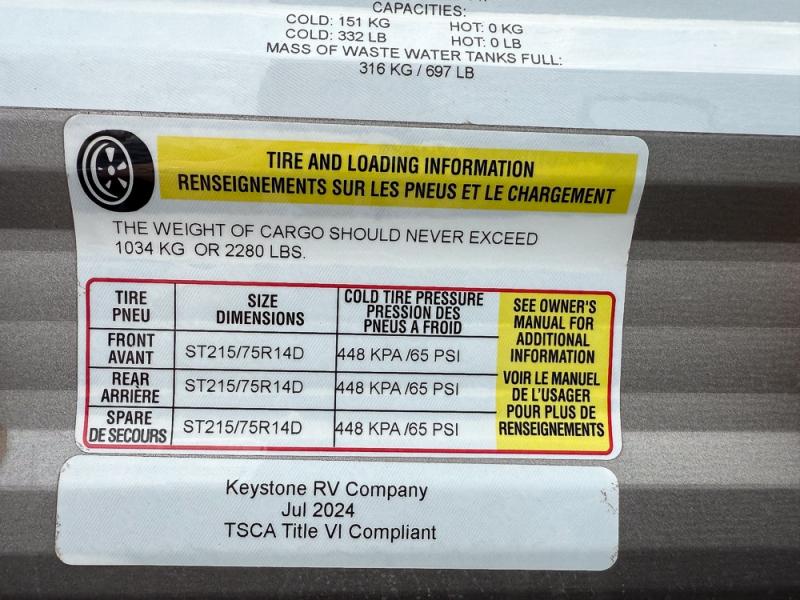 CAPACITIES:
COLD: 151 KG HOT: 0 KG
COLD: 332 LB HOT: 0 LB
MASS OF WASTE WATER TANKS FULL:
316 KG / 697 LB
TIRE AND LOADING INFORMATION
RENSEIGNEMENTS SUR LES PNEUS ET LE CHARGEMENT
THE WEIGHT OF CARGO SHOULD NEVER EXCEED
1034 KG OR 2280 LBS.
TIRE
PNEU
SIZE
DIMENSIONS
COLD TIRE PRESSURE
PRESSION DES
PNEUS A FROID
FRONT
AVANT
ST215/75R14D
448 KPA /65 PSI
REAR
ARRIÈRE
ST215/75R14D
448 KPA /65 PSI
SPARE
DE SECOURS
ST215/75R14D
448 KPA /65 PSI
SEE OWNER'S
MANUAL FOR
ADDITIONAL
INFORMATION
VOIR LE MANUEL
DE L'USAGER
POUR PLUS DE
RENSEIGNEMENTS
Keystone RV Company
Jul 2024
TSCA Title VI Compliant